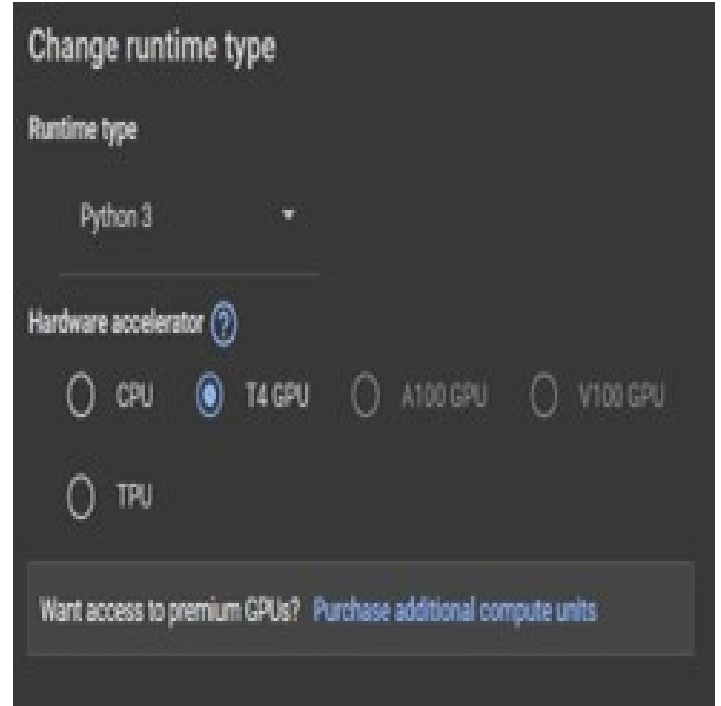 Change runtime type
Runtime type
Python 3
Hardware accelerator ?
CPU T4 GPU A100 GPU V100 GPU
TPU
Want access to premium GPUs? Purchase additional compute units